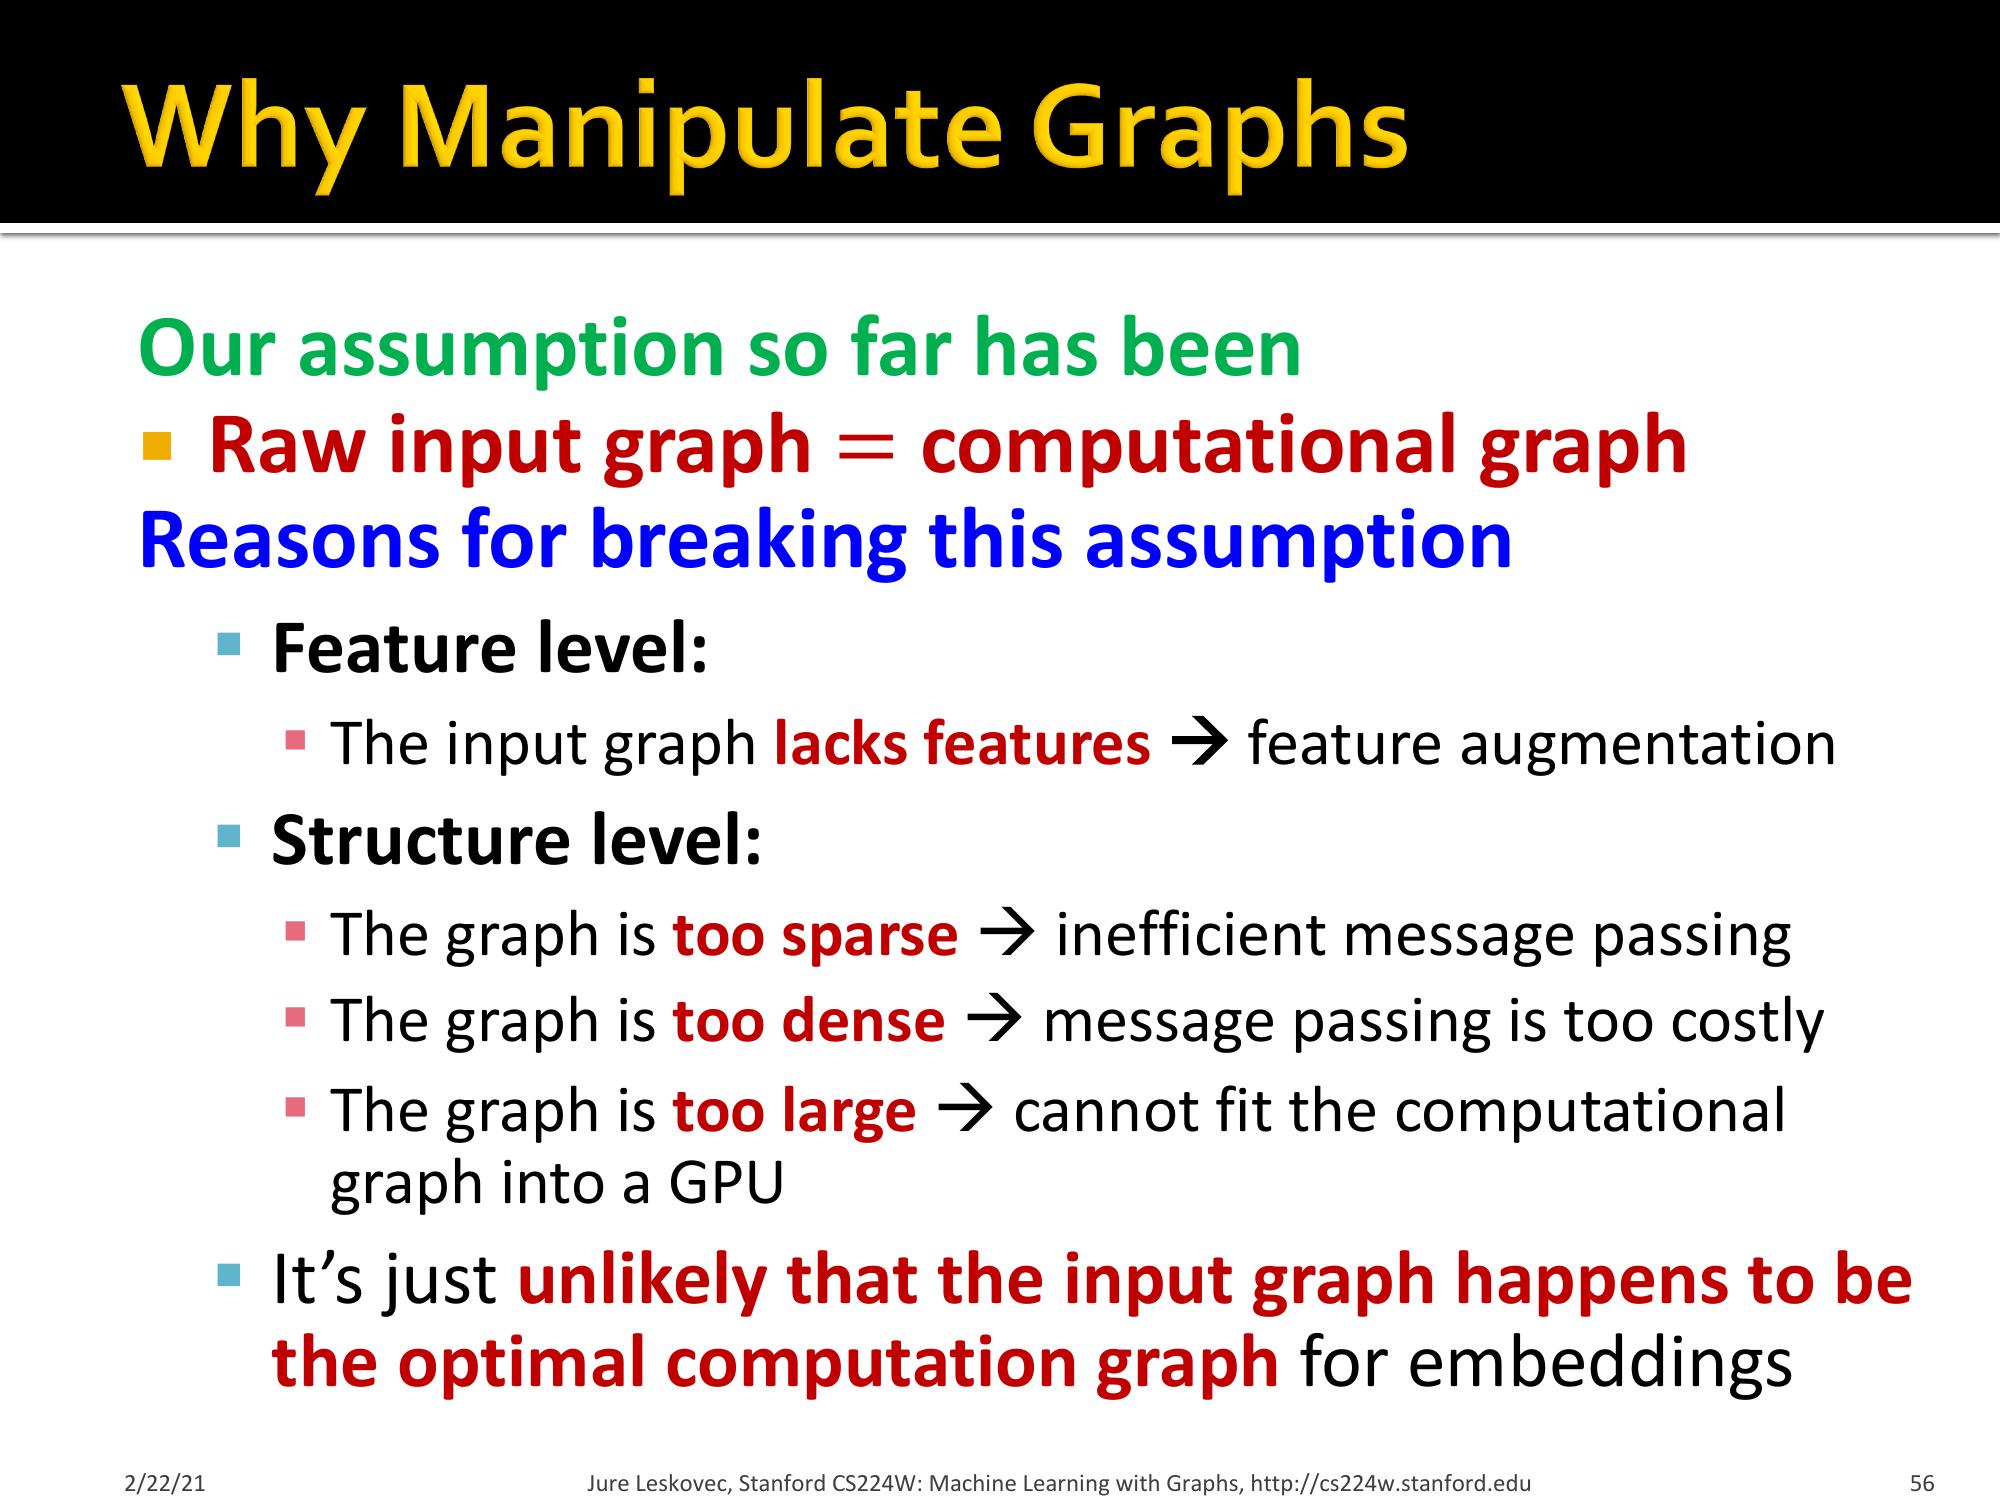 Why Manipulate Graphs
Our assumption so far has been
▪ Raw input graph = computational graph
Reasons for breaking this assumption
▪ Feature level:
▪ The input graph lacks features → feature augmentation
▪ Structure level:
▪ The graph is too sparse → inefficient message passing
▪ The graph is too dense → message passing is too costly
▪ The graph is too large → cannot fit the computational
graph into a GPU
▪ It’s just unlikely that the input graph happens to be
the optimal computation graph for embeddings
2/22/21 Jure Leskovec, Stanford CS224W: Machine Learning with Graphs, http://cs224w.stanford.edu 56